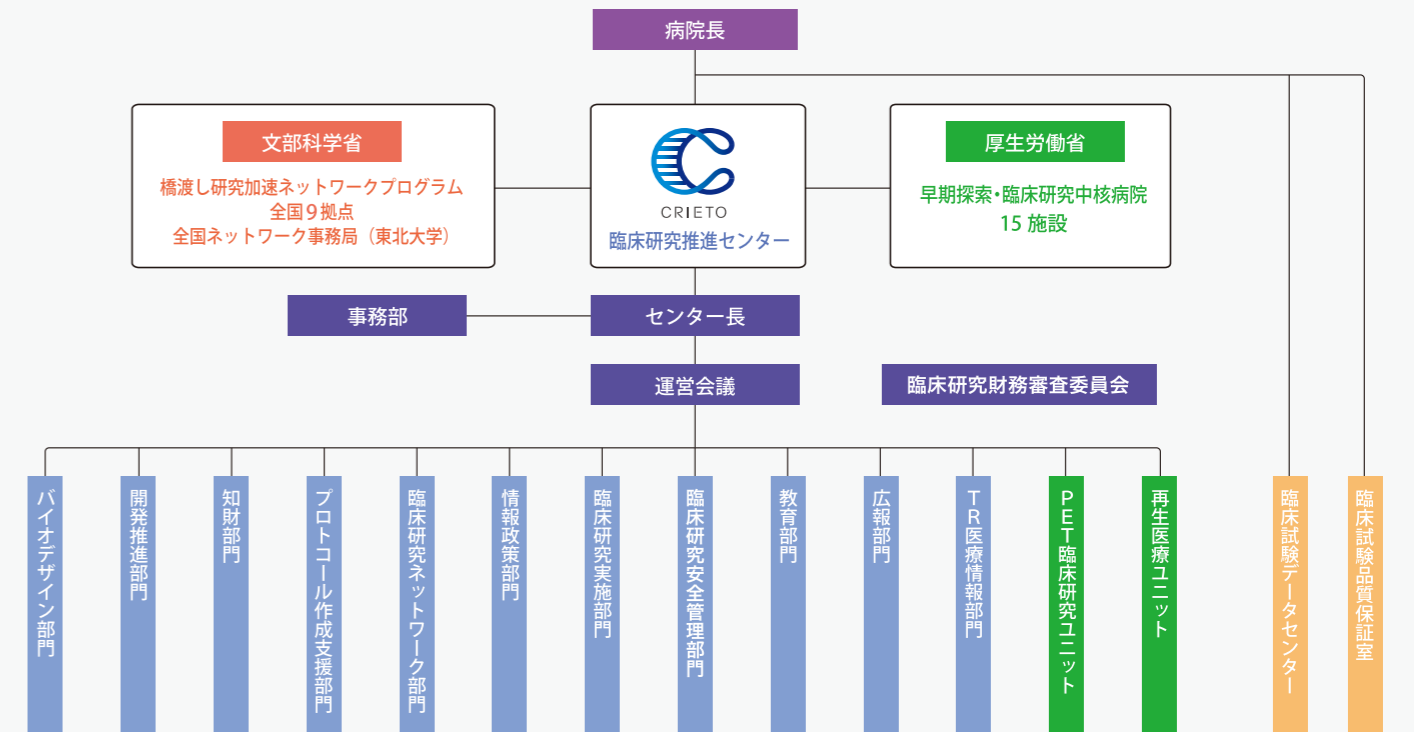 病院長
文部科学省
橋渡し研究加速ネットワークプログラム
全国9拠点
全国ネットワーク事務局（東北大学）
CRIETO
臨床研究推進センター
厚生労働省
早期探索・臨床研究中核病院
15 施設
事務部
センター長
運営会議
臨床研究財務審査委員会
バイオデザイン部門
開発推進部門
知財部門
プロトコール作成支援部門
臨床研究ネットワーク部門
情報政策部門
臨床研究実施部門
臨床研究安全管理部門
教育部門
広報部門
TR医療情報部門
PET臨床研究ユニット
再生医療ユニット
臨床試験データセンター
臨床試験品質保証室